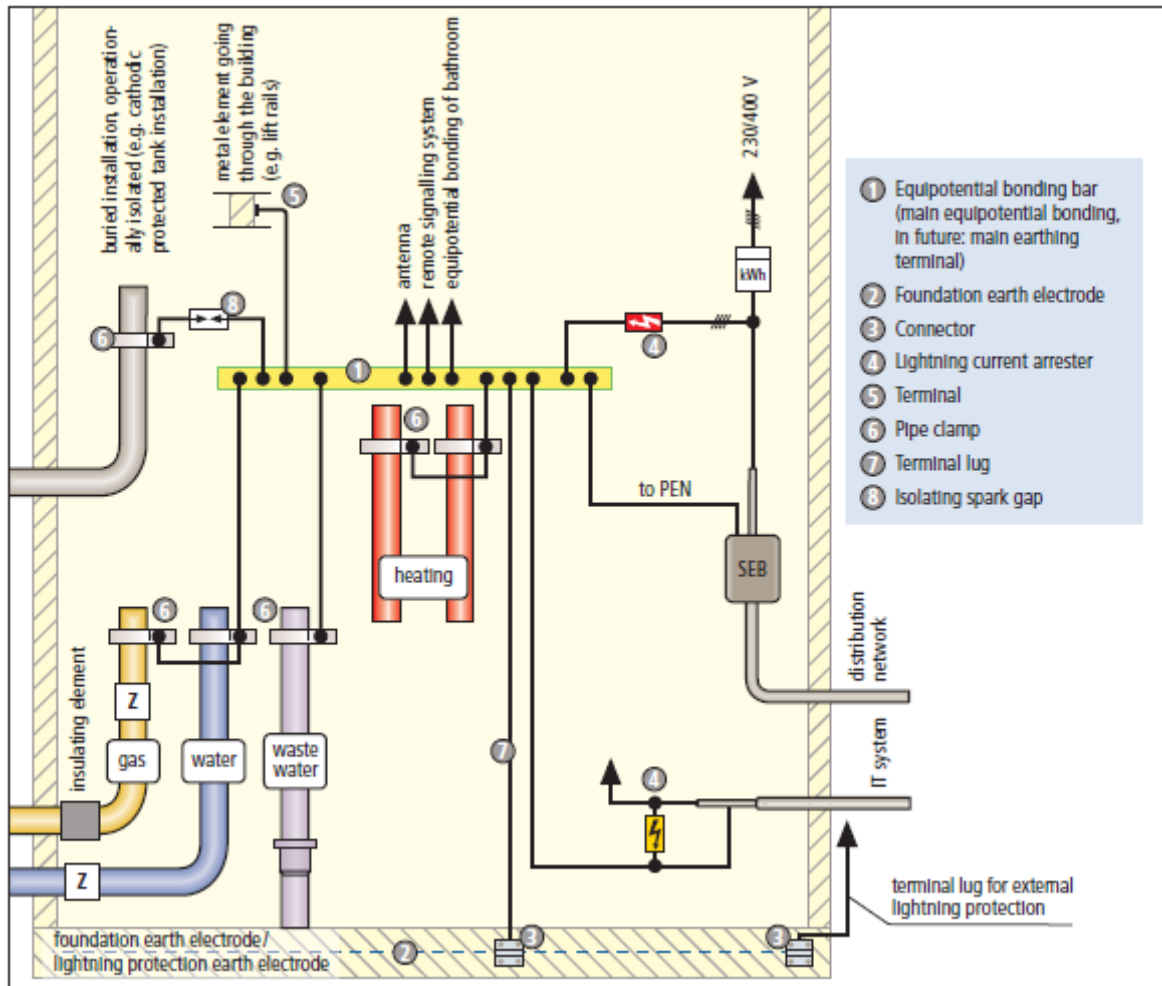 buried installation, operation-
ally isolated (e.g. cathodic
protected tank installation)
metal element going
through the building
(e.g. lift rails)
5
antenna
remote signalling system
equipotential bonding of bathroom
230/400 V
kWh
8
6
4
1
6
to PEN
SEB
heating
6
6
insulating element
Z
gas
water
waste
water
Z
7
4
distribution
network
IT system
terminal lug for external
lightning protection
foundation earth electrode/
lightning protection earth electrode
2
3
3
1 Equipotential bonding bar
(main equipotential bonding,
in future: main earthing
terminal)
2 Foundation earth electrode
3 Connector
4 Lightning current arrester
5 Terminal
6 Pipe clamp
7 Terminal lug
8 Isolating spark gap